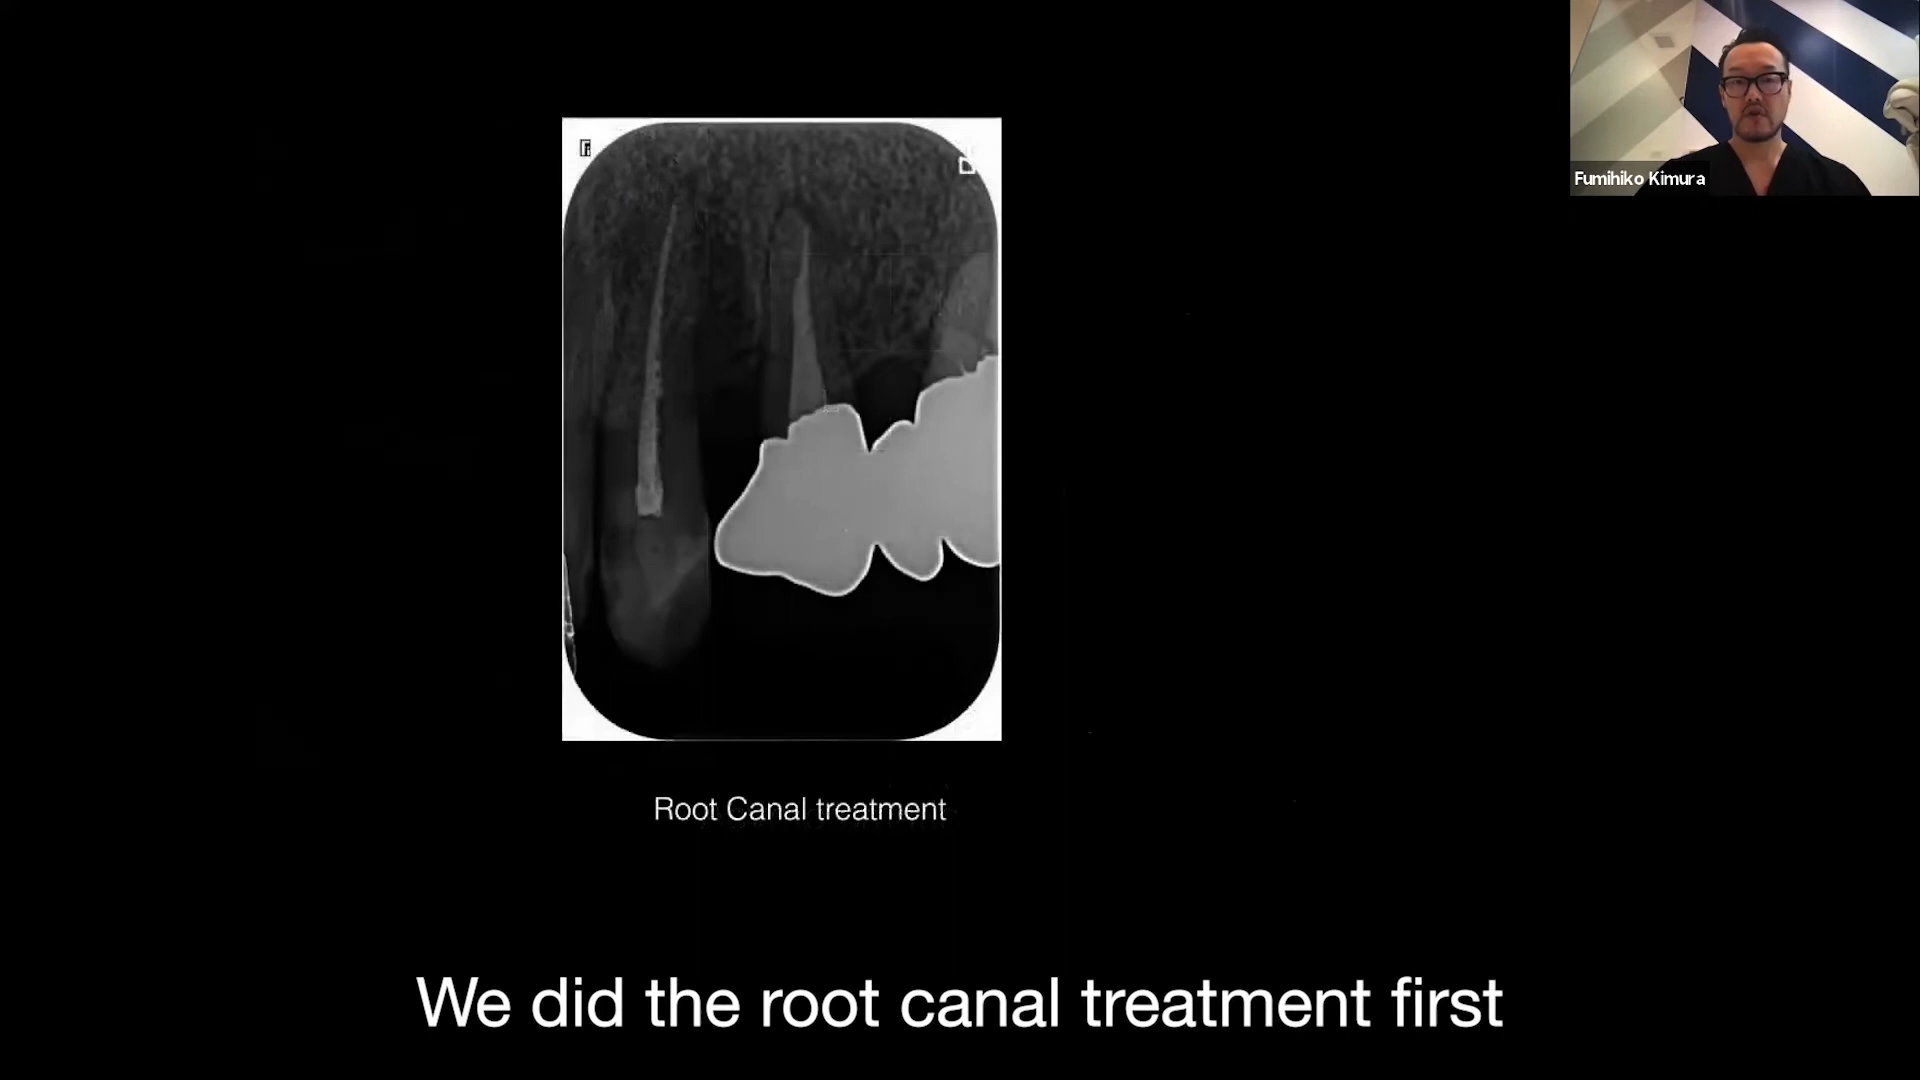 Fumihiko Kimura
Root Canal treatment
We did the root canal treatment first